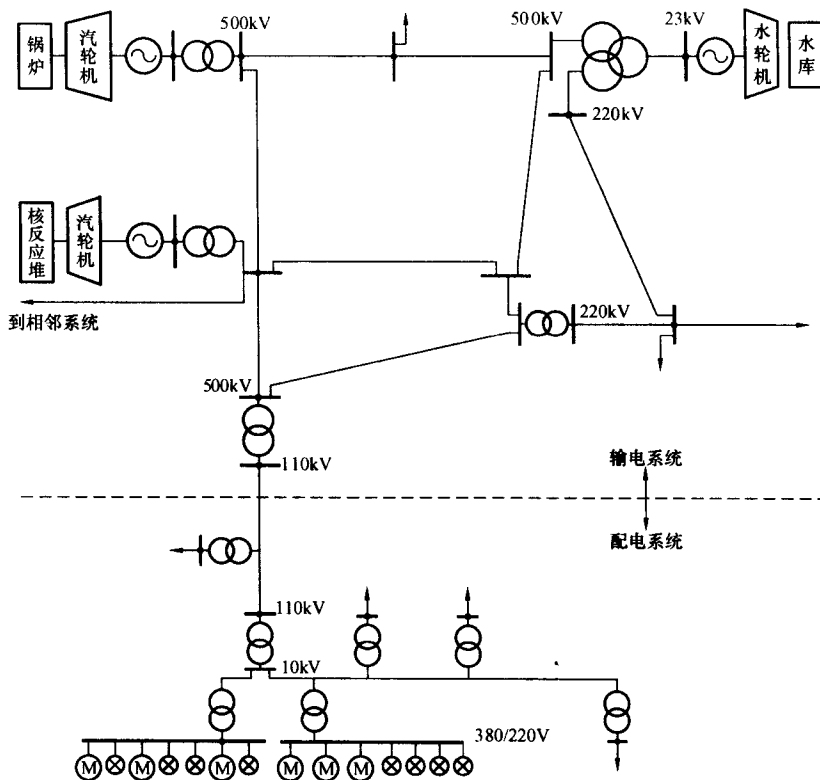 500kV
500kV
23kV
锅炉
汽轮机
水轮机
水库
220kV
核反应堆
汽轮机
到相邻系统
220kV
500kV
110kV
输电系统
配电系统
110kV
10kV
380/220V
M
M
M
M
M
M